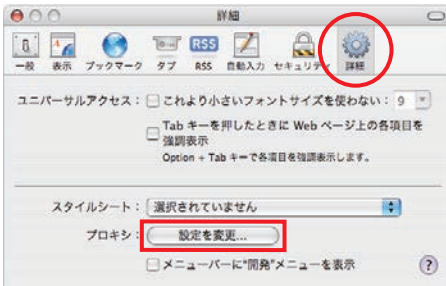 詳細
一般 表示 ブックマーク タブ RSS 自動入力 セキュリティ 詳細
ユニバーサルアクセス： これより小さいフォントサイズを使わない： 9
Tab キーを押したときに Web ページ上の各項目を
強調表示
Option + Tab キーで各項目を強調表示します。
スタイルシート： 選択されていません
プロキシ： 設定を変更...
メニューバーに"開発"メニューを表示 ?